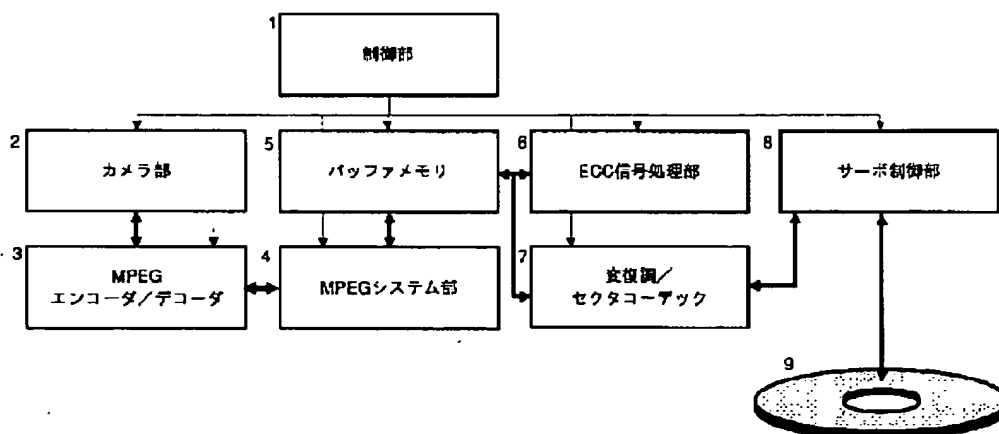 1
制御部
2
カメラ部
5
バッファメモリ
6
ECC信号処理部
8
サーボ制御部
3
MPEG
エンコーダ/デコーダ
4
MPEGシステム部
7
変復調/
セクタコーデック
9